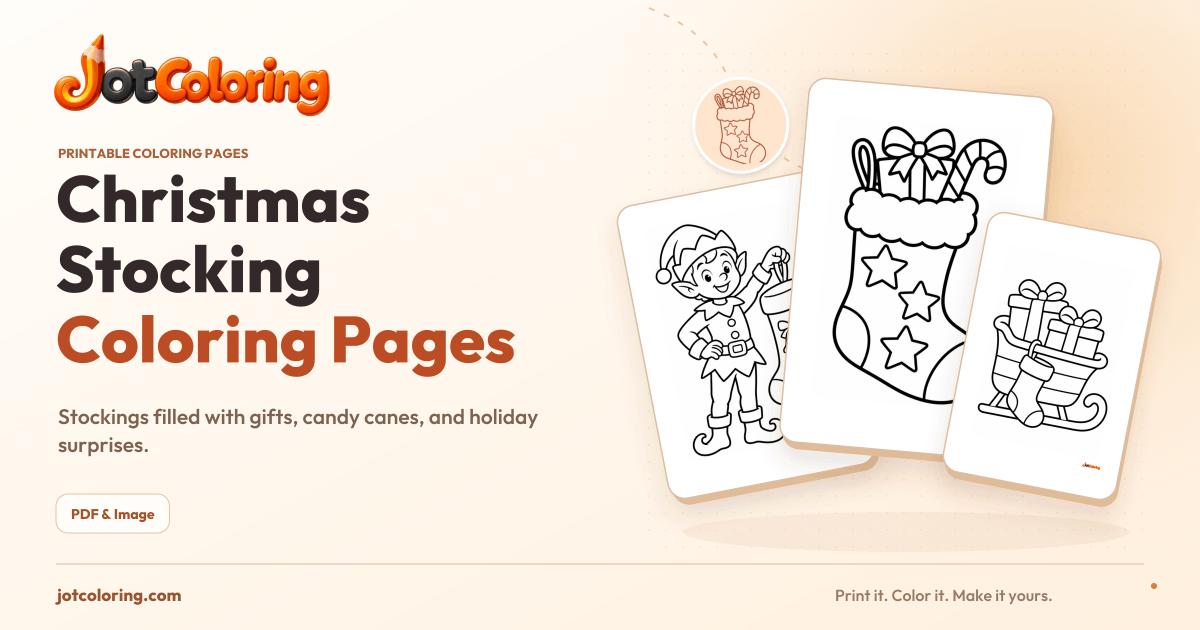 JotColoring
PRINTABLE COLORING PAGES
Christmas
Stocking
Coloring Pages
Stockings filled with gifts, candy canes, and holiday
surprises.
PDF & Image
JotColoring
jotcoloring.com
Print it. Color it. Make it yours.